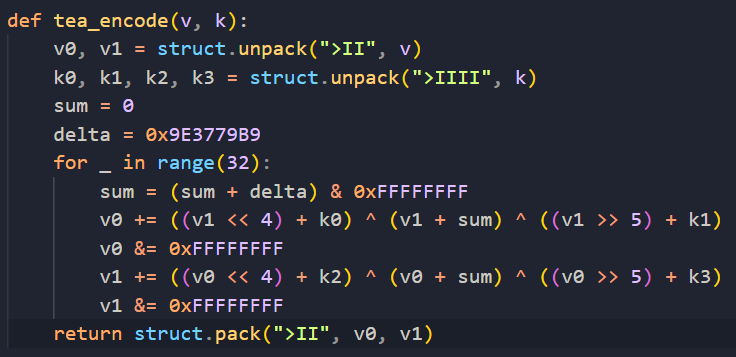 def tea_encode(v, k):
    v0, v1 = struct.unpack(">II", v)
    k0, k1, k2, k3 = struct.unpack(">IIII", k)
    sum = 0
    delta = 0x9E3779B9
    for _ in range(32):
        sum = (sum + delta) & 0xFFFFFFFF
        v0 += ((v1 << 4) + k0) ^ (v1 + sum) ^ ((v1 >> 5) + k1)
        v0 &= 0xFFFFFFFF
        v1 += ((v0 << 4) + k2) ^ (v0 + sum) ^ ((v0 >> 5) + k3)
        v1 &= 0xFFFFFFFF
    return struct.pack(">II", v0, v1)